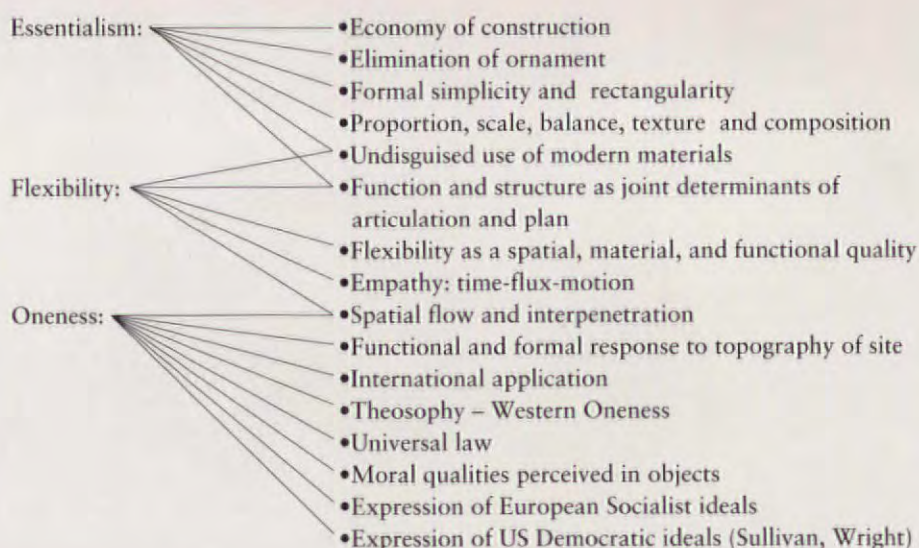 Essentialism:
•Economy of construction
•Elimination of ornament
•Formal simplicity and rectangularity
•Proportion, scale, balance, texture and composition
•Undisguised use of modern materials
Flexibility:
•Function and structure as joint determinants of
articulation and plan
•Flexibility as a spatial, material, and functional quality
•Empathy: time-flux-motion
Oneness:
•Spatial flow and interpenetration
•Functional and formal response to topography of site
•International application
•Theosophy – Western Oneness
•Universal law
•Moral qualities perceived in objects
•Expression of European Socialist ideals
•Expression of US Democratic ideals (Sullivan, Wright)